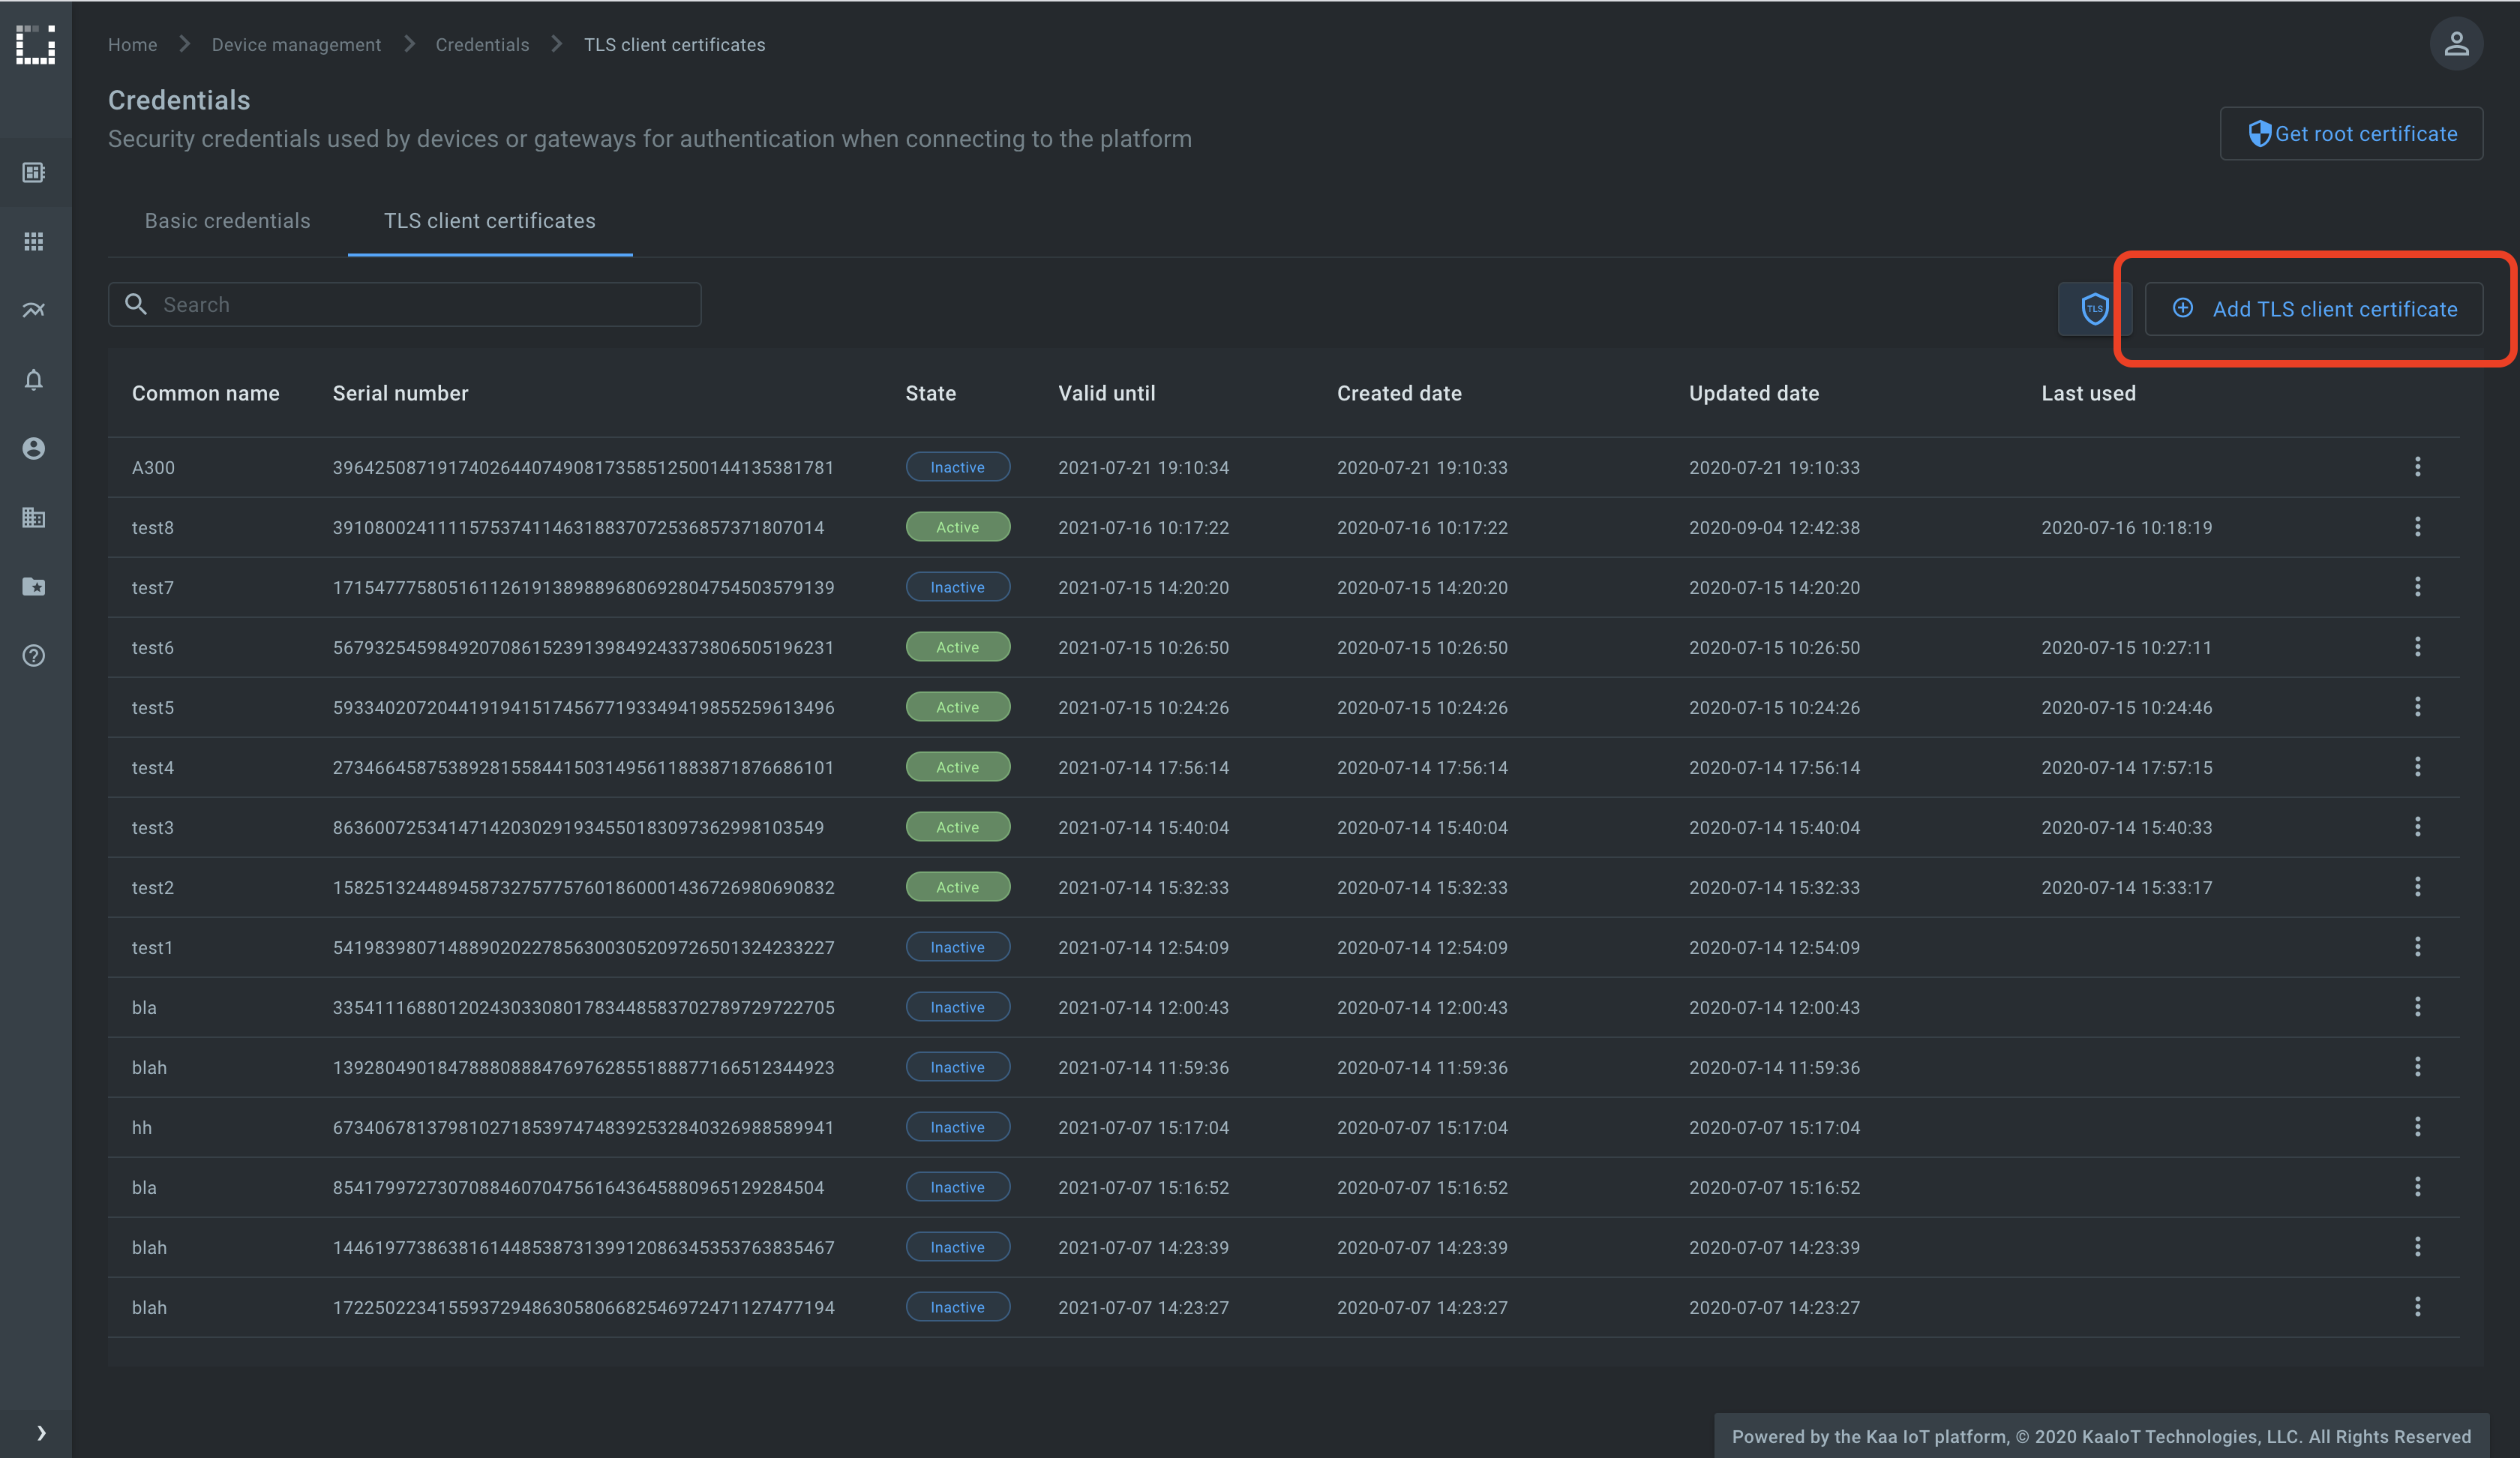 Home > Device management > Credentials > TLS client certificates
Credentials
Security credentials used by devices or gateways for authentication when connecting to the platform
Get root certificate
Basic credentials TLS client certificates
Search
TLS
Add TLS client certificate
Common name Serial number State Valid until Created date Updated date Last used
A300 396425087191740264407490817358512500144135381781 Inactive 2021-07-21 19:10:34 2020-07-21 19:10:33 2020-07-21 19:10:33
test8 39108002411115753741146318837072536857371807014 Active 2021-07-16 10:17:22 2020-07-16 10:17:22 2020-09-04 12:42:38 2020-07-16 10:18:19
test7 171547775805161126191389889680692804754503579139 Inactive 2021-07-15 14:20:20 2020-07-15 14:20:20 2020-07-15 14:20:20
test6 567932545984920708615239139849243373806505196231 Active 2021-07-15 10:26:50 2020-07-15 10:26:50 2020-07-15 10:26:50 2020-07-15 10:27:11
test5 593340207204419194151745677193349419855259613496 Active 2021-07-15 10:24:26 2020-07-15 10:24:26 2020-07-15 10:24:26 2020-07-15 10:24:46
test4 273466458753892815584415031495611883871876686101 Active 2021-07-14 17:56:14 2020-07-14 17:56:14 2020-07-14 17:56:14 2020-07-14 17:57:15
test3 86360072534147142030291934550183097362998103549 Active 2021-07-14 15:40:04 2020-07-14 15:40:04 2020-07-14 15:40:04 2020-07-14 15:40:33
test2 158251324489458732757757601860001436726980690832 Active 2021-07-14 15:32:33 2020-07-14 15:32:33 2020-07-14 15:32:33 2020-07-14 15:33:17
test1 541983980714889020227856300305209726501324233227 Inactive 2021-07-14 12:54:09 2020-07-14 12:54:09 2020-07-14 12:54:09
bla 335411168801202430330801783448583702789729722705 Inactive 2021-07-14 12:00:43 2020-07-14 12:00:43 2020-07-14 12:00:43
blah 139280490184788808884769762855188877166512344923 Inactive 2021-07-14 11:59:36 2020-07-14 11:59:36 2020-07-14 11:59:36
hh 673406781379810271853974748392532840326988589941 Inactive 2021-07-07 15:17:04 2020-07-07 15:17:04 2020-07-07 15:17:04
bla 85417997273070884607047561643645880965129284504 Inactive 2021-07-07 15:16:52 2020-07-07 15:16:52 2020-07-07 15:16:52
blah 144619773863816144853873139912086345353763835467 Inactive 2021-07-07 14:23:39 2020-07-07 14:23:39 2020-07-07 14:23:39
blah 172250223415593729486305806682546972471127477194 Inactive 2021-07-07 14:23:27 2020-07-07 14:23:27 2020-07-07 14:23:27
Powered by the Kaa IoT platform, © 2020 KaaIoT Technologies, LLC. All Rights Reserved